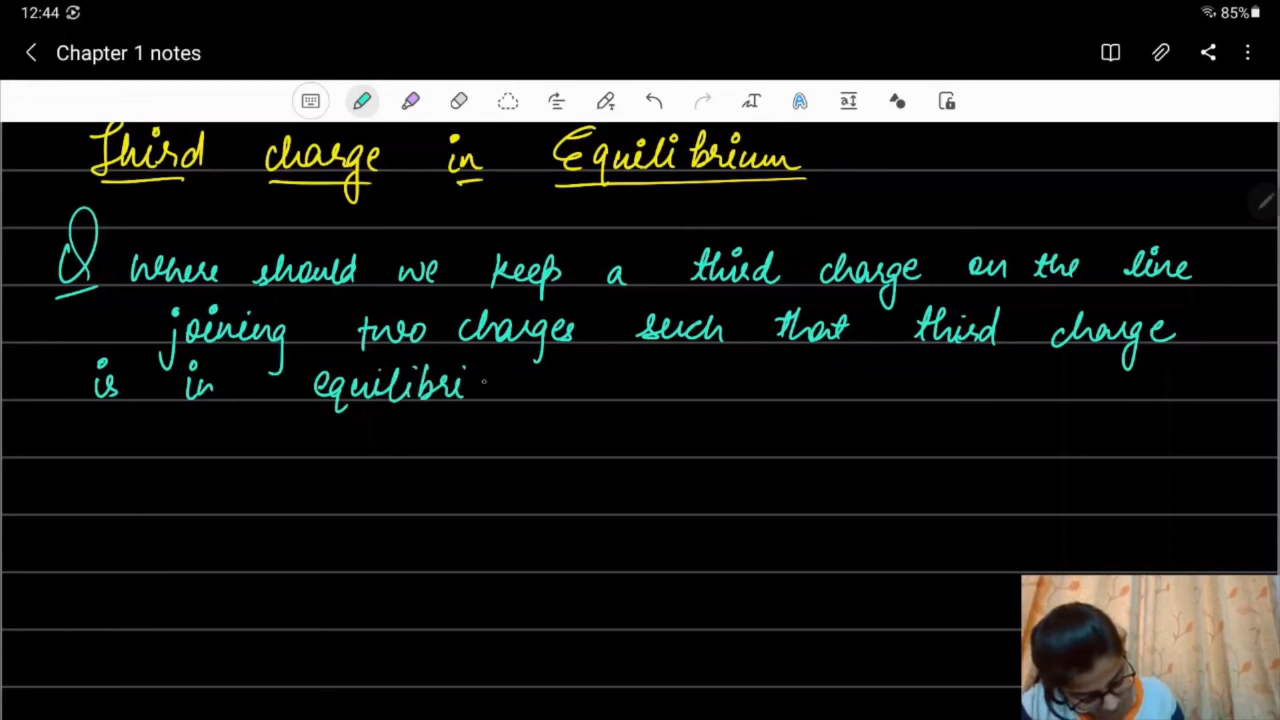 12:44
85%
Chapter 1 notes
Third charge in Equilibrium
Q where should we keep a third charge on the line
joining two charges such that third charge
is in equilibri